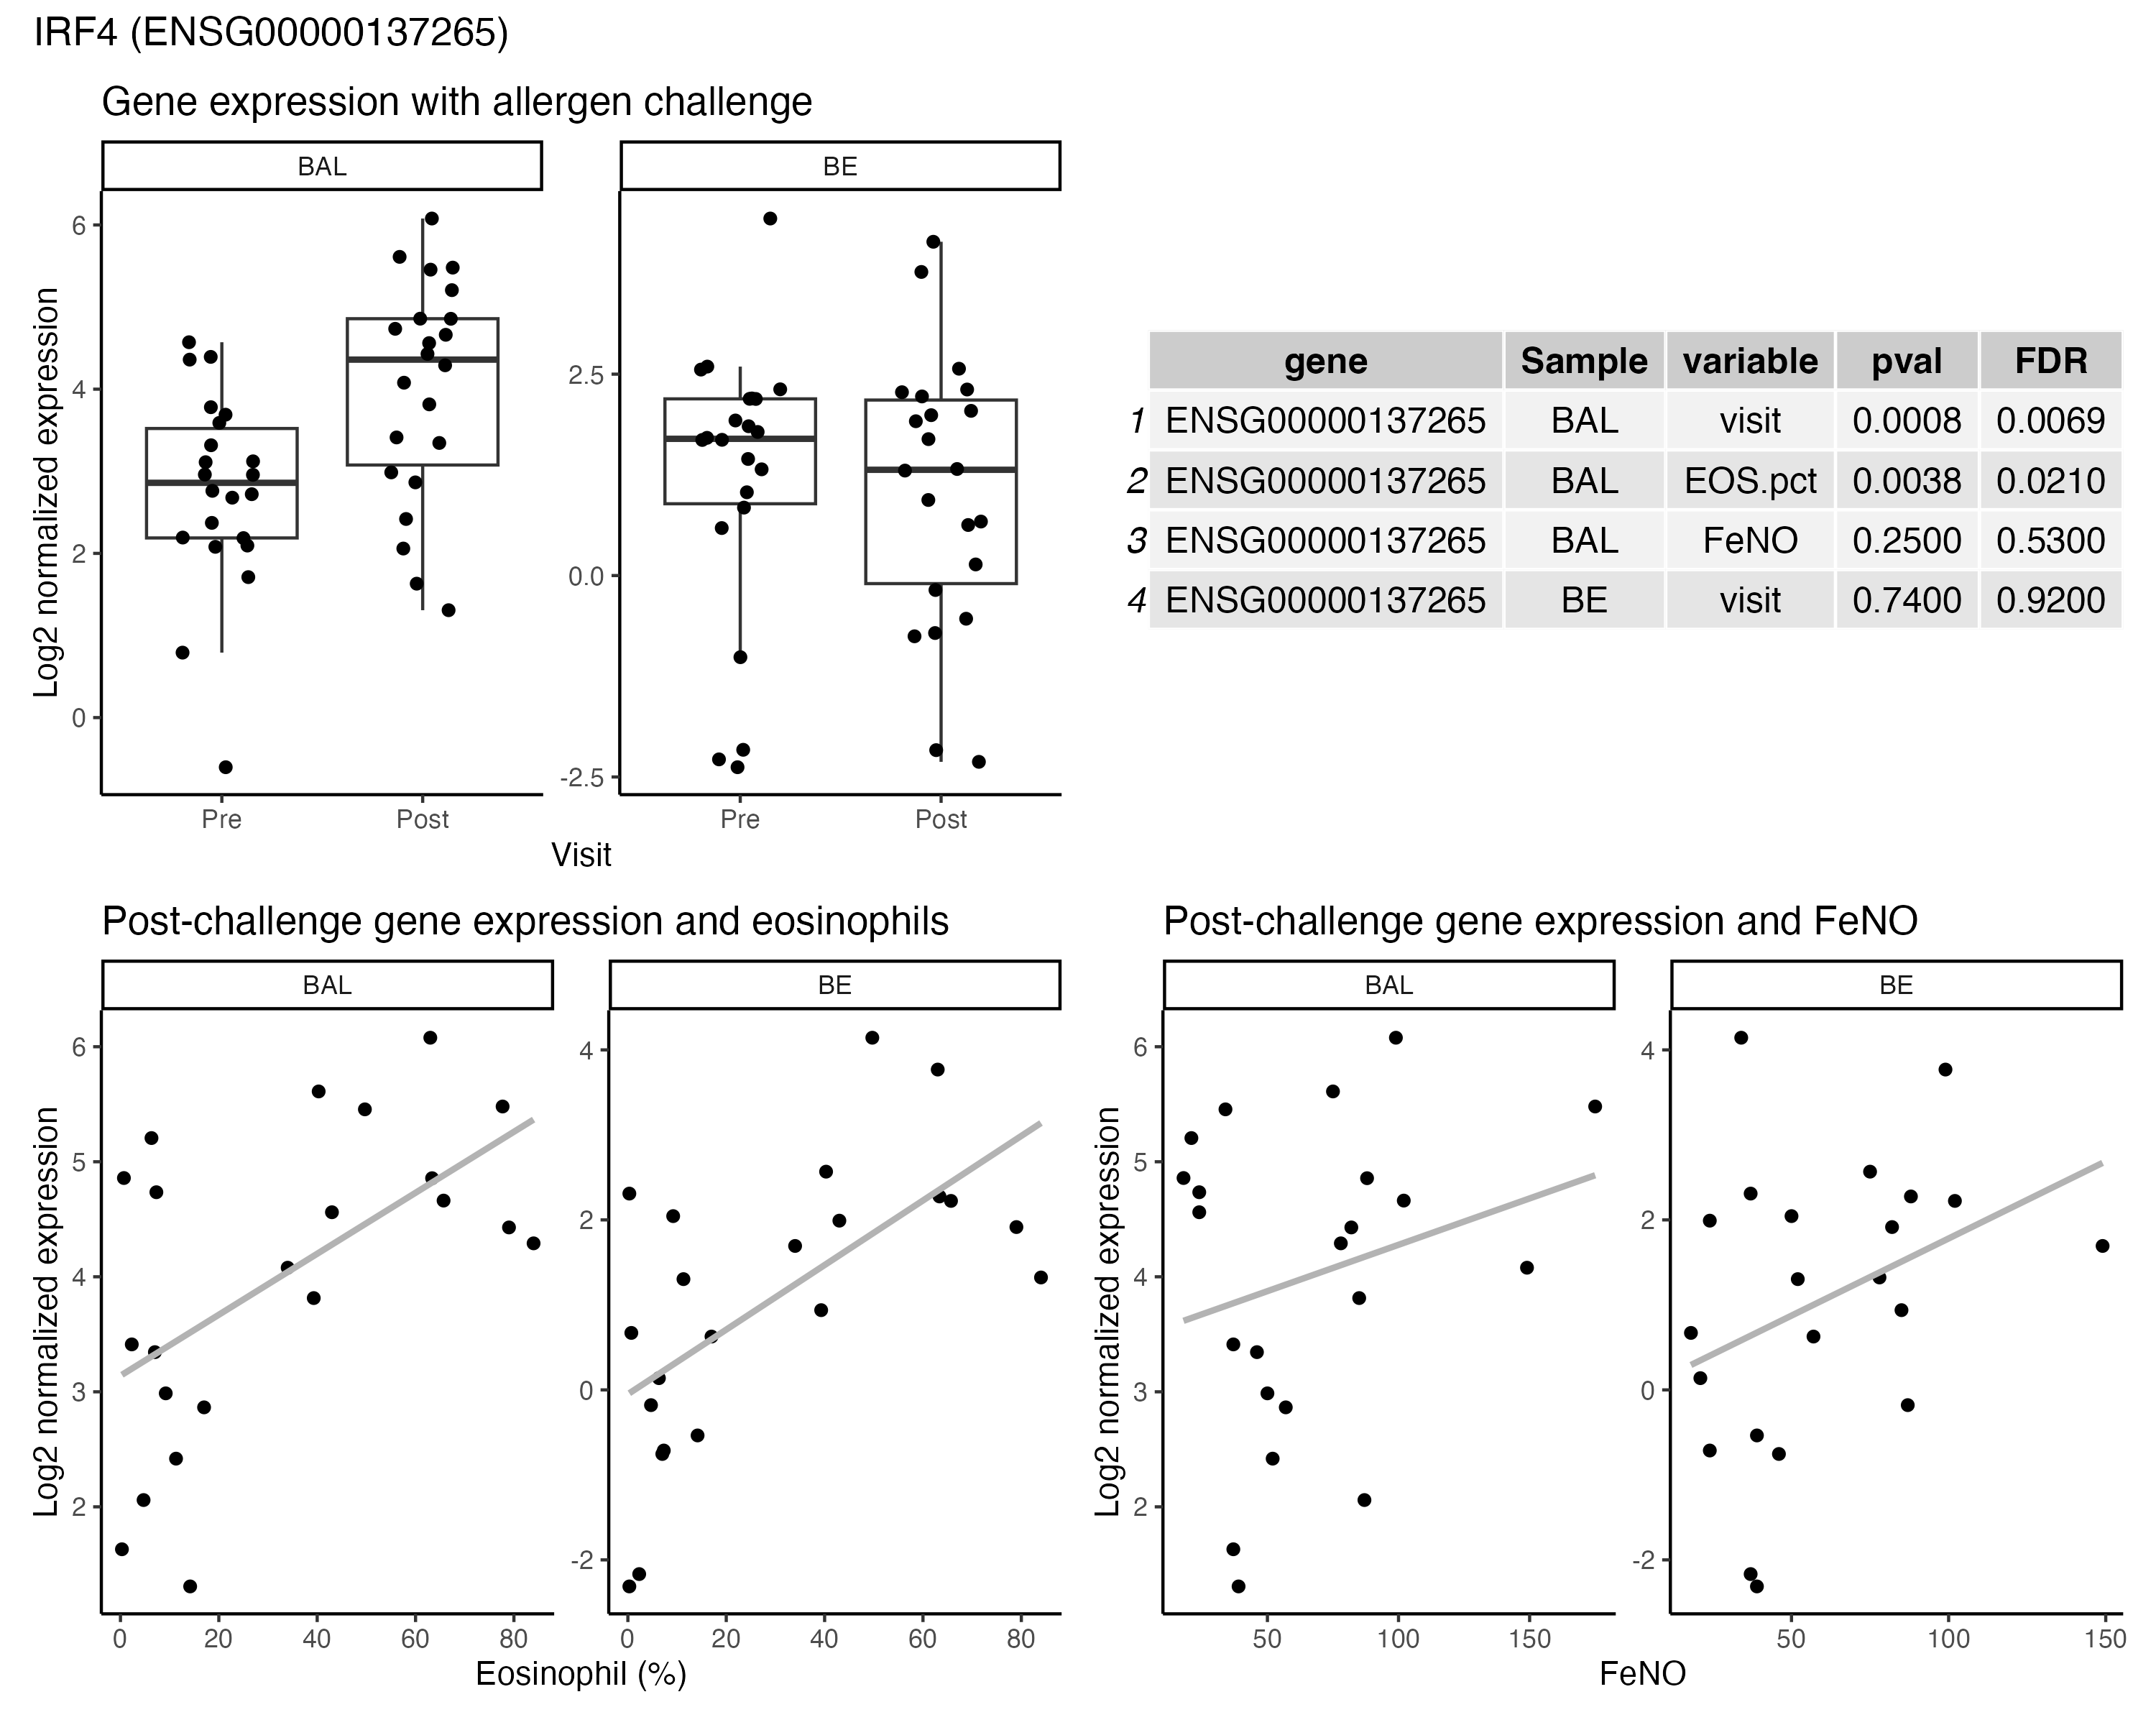 IRF4 (ENSG00000137265)
Gene expression with allergen challenge
BAL BE
Log2 normalized expression
6
4
2
0
2.5
0.0
-2.5
Pre Post Pre Post
Visit
gene Sample variable pval FDR
1 ENSG00000137265 BAL visit 0.0008 0.0069
2 ENSG00000137265 BAL EOS.pct 0.0038 0.0210
3 ENSG00000137265 BAL FeNO 0.2500 0.5300
4 ENSG00000137265 BE visit 0.7400 0.9200
Post-challenge gene expression and eosinophils
BAL BE
Log2 normalized expression
6
5
4
3
2
4
2
0
-2
0 20 40 60 80 0 20 40 60 80
Eosinophil (%)
Post-challenge gene expression and FeNO
BAL BE
Log2 normalized expression
6
5
4
3
2
4
2
0
-2
50 100 150 50 100 150
FeNO